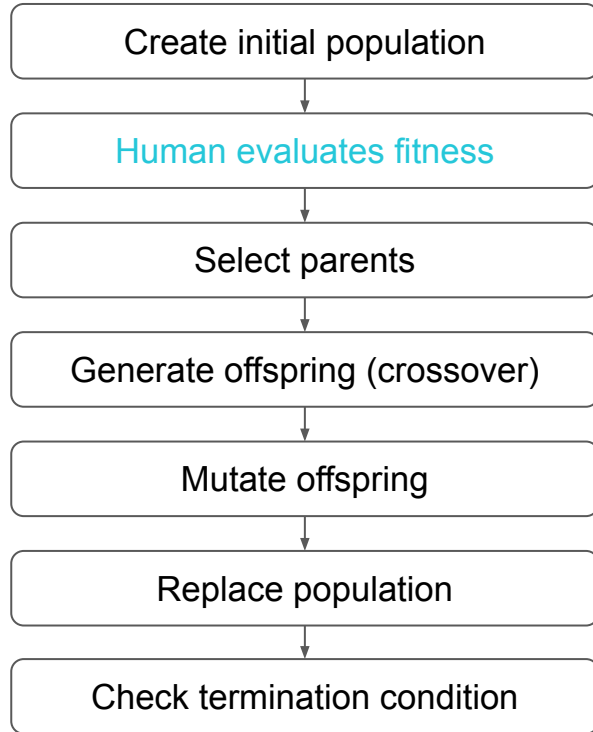 Create initial population
Human evaluates fitness
Select parents
Generate offspring (crossover)
Mutate offspring
Replace population
Check termination condition